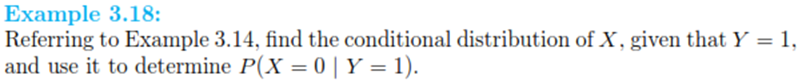 Example 3.18:
Referring to Example 3.14, find the conditional distribution of X, given that Y = 1,
and use it to determine P(X = 0 | Y = 1).